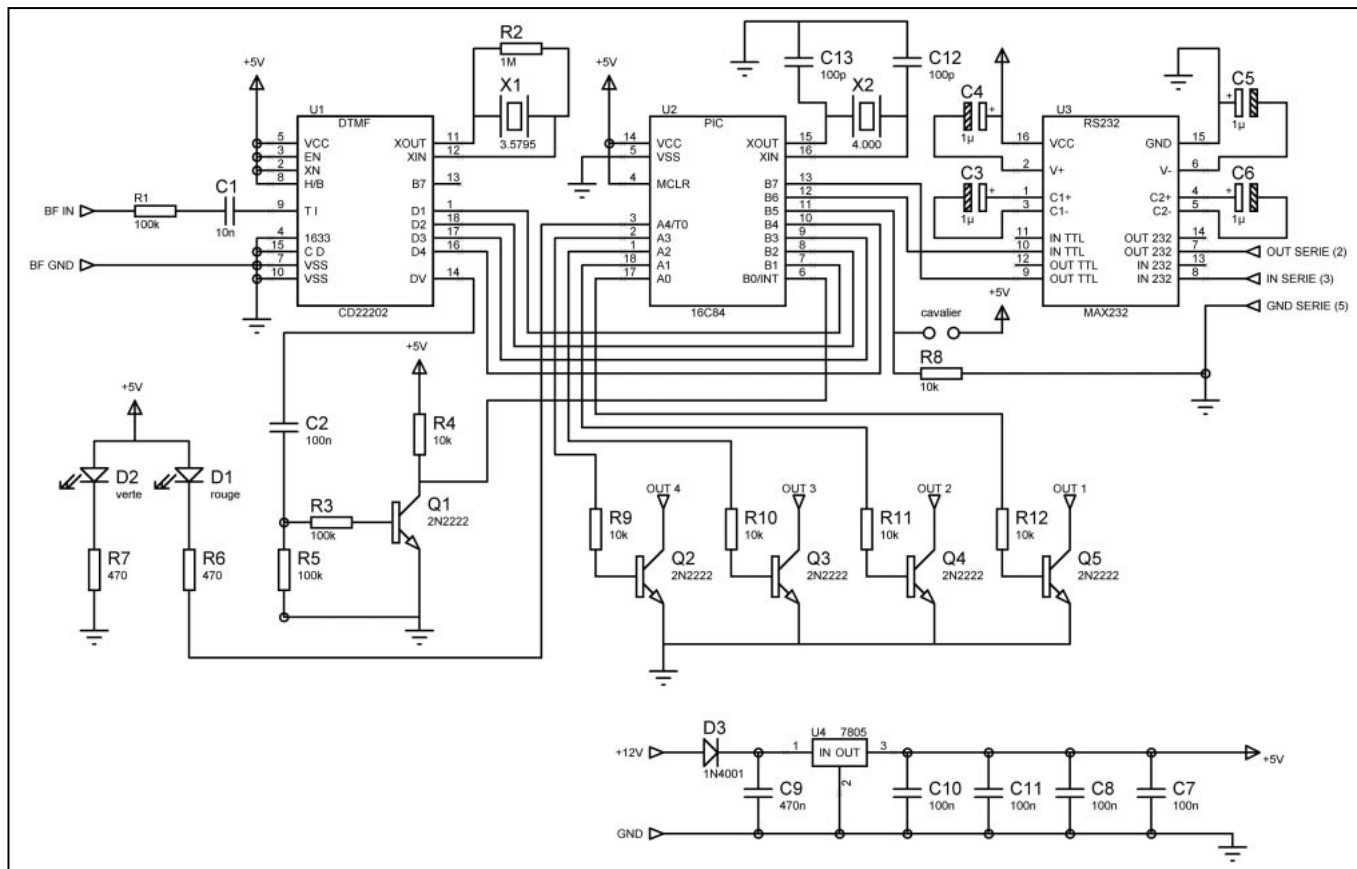 R2
1M
C13
100p
C12
100p
+5V
X1
3.5795
+5V
X2
4.000
C4
+
1µ
C5
+
1µ
U1
DTMF
5 VCC
3 EN
2 XN
8 H/B
9 T I
4 1633
15 C D
7 VSS
10 VSS
XOUT 11
XIN 12
B7 13
D1 1
D2 18
D3 17
D4 16
DV 14
CD22202
BF IN
R1
100k
C1
10n
BF GND
U2
PIC
14 VCC
5 VSS
4 MCLR
3 A4/T0
2 A3
1 A2
18 A1
17 A0
XOUT 15
XIN 16
B7 13
B6 12
B5 11
B4 10
B3 9
B2 8
B1 7
B0/INT 6
16C84
U3
RS232
16 VCC
2 V+
1 C1+
3 C1-
11 IN TTL
10 IN TTL
12 OUT TTL
9 OUT TTL
GND 15
V- 6
C2+ 4
C2- 5
OUT 232 14
OUT 232 7
IN 232 13
IN 232 8
MAX232
C3
+
1µ
C6
+
1µ
OUT SERIE (2)
IN SERIE (3)
GND SERIE (5)
cavalier
+5V
R8
10k
+5V
D2
verte
D1
rouge
R7
470
R6
470
C2
100n
+5V
R4
10k
R3
100k
R5
100k
Q1
2N2222
OUT 4
OUT 3
OUT 2
OUT 1
R9
10k
R10
10k
R11
10k
R12
10k
Q2
2N2222
Q3
2N2222
Q4
2N2222
Q5
2N2222
+12V
D3
1N4001
U4 7805
1 IN OUT 3
2
+5V
C9
470n
C10
100n
C11
100n
C8
100n
C7
100n
GND